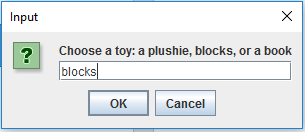 Input
Choose a toy: a plushie, blocks, or a book
blocks
OK
Cancel